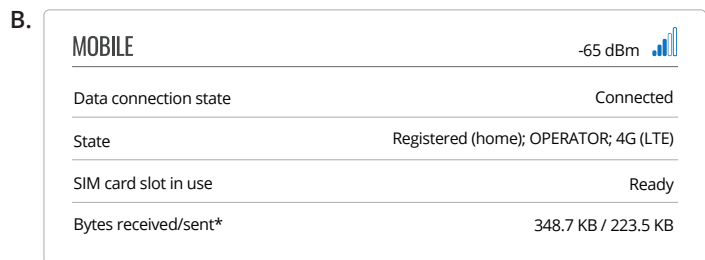 B.
MOBILE -65 dBm
Data connection state Connected
State Registered (home); OPERATOR; 4G (LTE)
SIM card slot in use Ready
Bytes received/sent* 348.7 KB / 223.5 KB